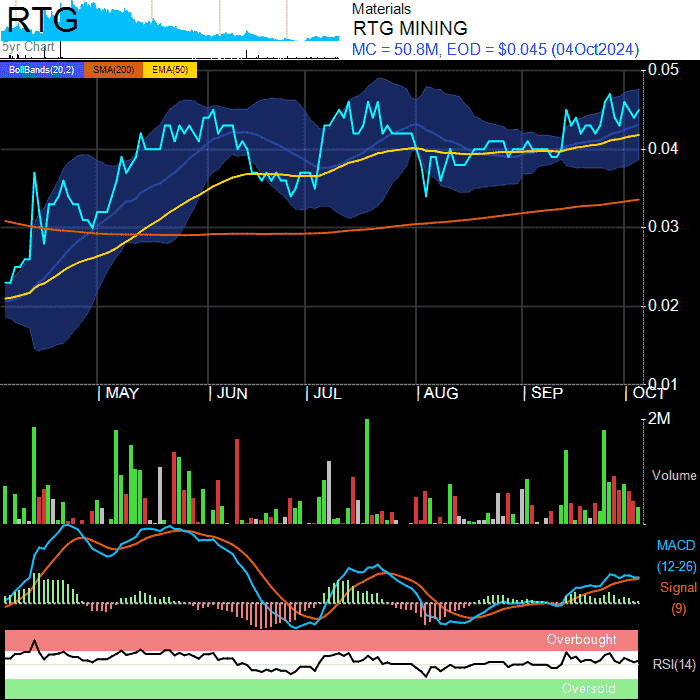 RTG
5yr Chart
Materials
RTG MINING
MC = 50.8M, EOD = $0.045 (04Oct2024)
BollBands(20,2) SMA(200) EMA(50)
0.05
0.04
0.03
0.02
0.01
MAY JUN JUL AUG SEP OCT
2M
Volume
MACD
(12-26)
Signal
(9)
Overbought
RSI(14)
Oversold